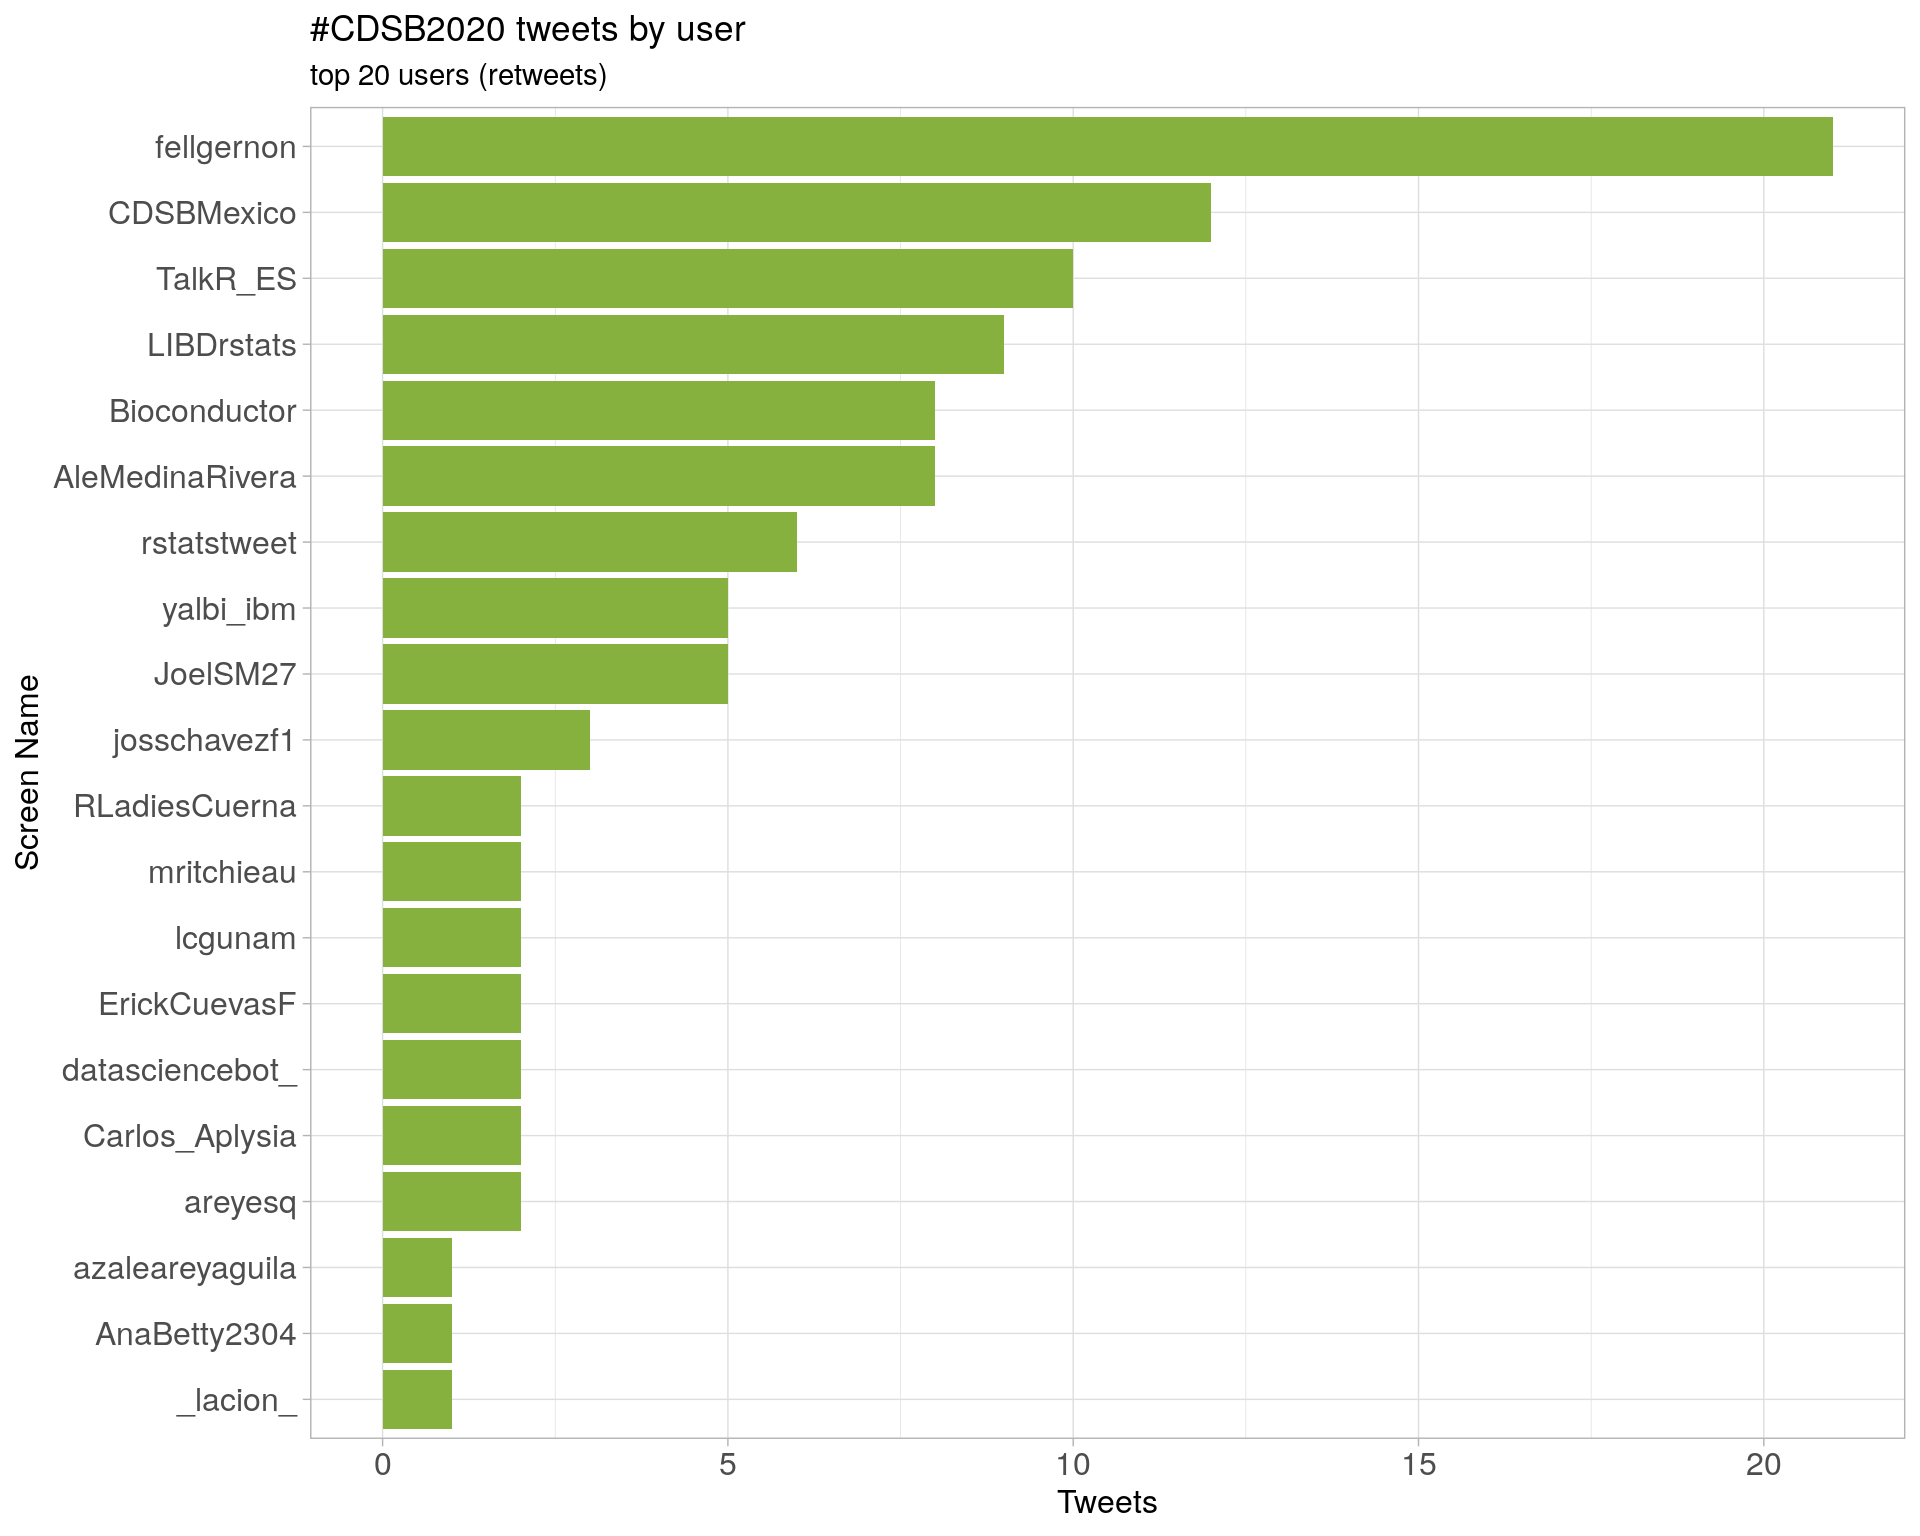 #CDSB2020 tweets by user
top 20 users (retweets)
fellgernon
CDSBMexico
TalkR_ES
LIBDrstats
Bioconductor
AleMedinaRivera
rstatstweet
yalbi_ibm
JoelSM27
josschavezf1
RLadiesCuerna
mritchieau
lcgunam
ErickCuevasF
datasciencebot_
Carlos_Aplysia
areyesq
azaleareyaguila
AnaBetty2304
_lacion_
Screen Name
0 5 10 15 20
Tweets